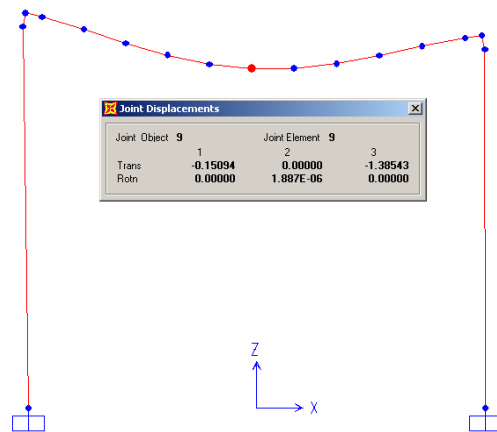 Joint Displacements
Joint Object 9 Joint Element 9
1 2 3
Trans -0.15094 0.00000 -1.38543
Rotn 0.00000 1.887E-06 0.00000
Z
X